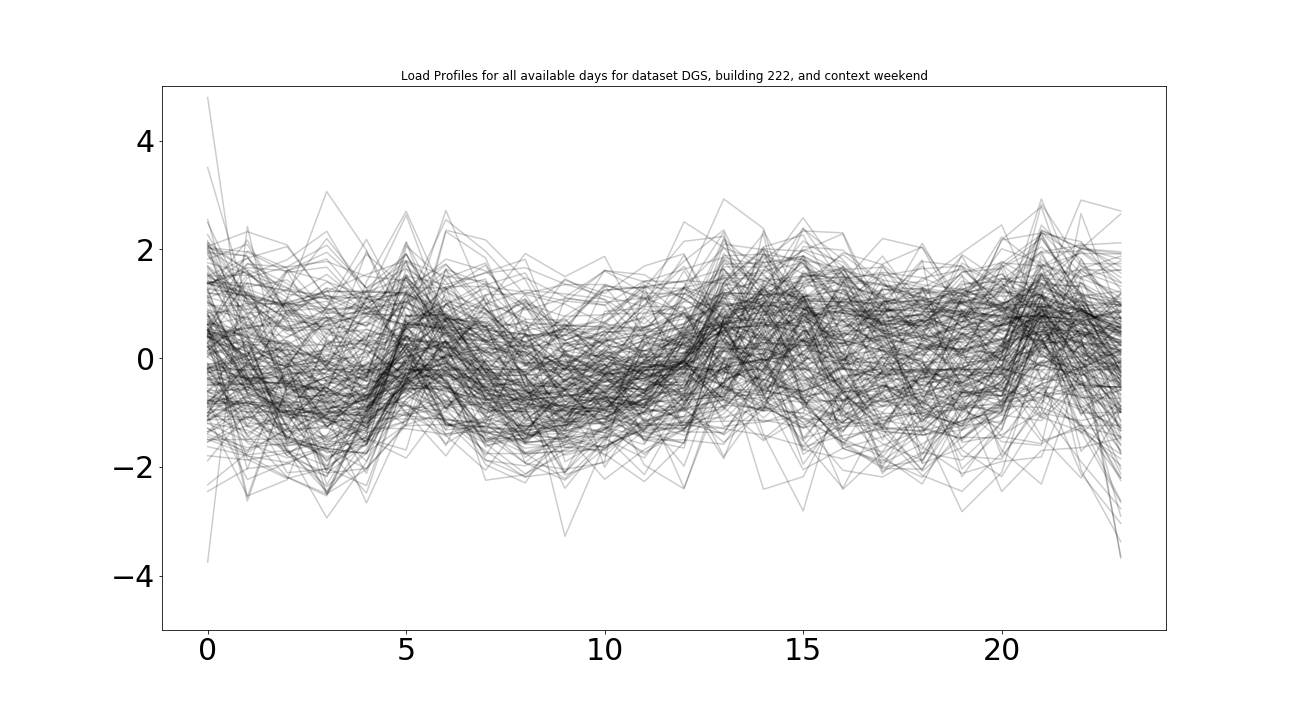 Load Profiles for all available days for dataset DGS, building 222, and context weekend
4
2
0
−2
−4
0 5 10 15 20